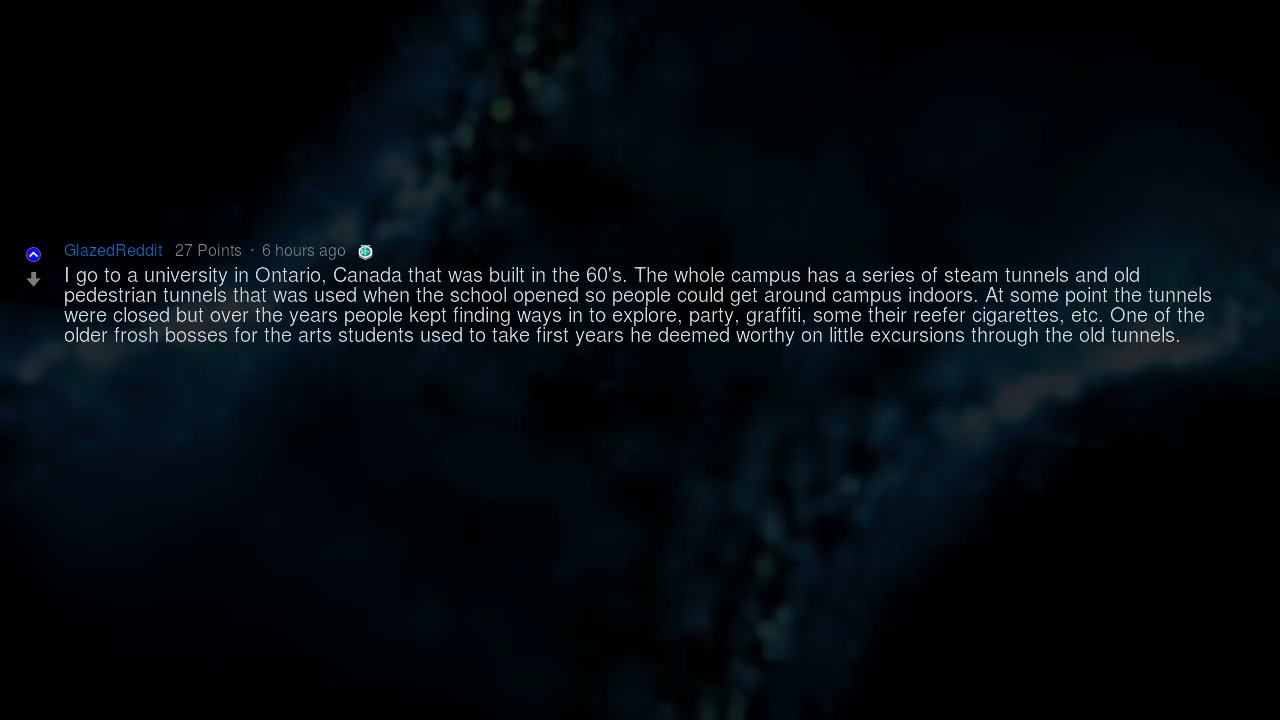 GlazedReddit 27 Points · 6 hours ago
I go to a university in Ontario, Canada that was built in the 60's. The whole campus has a series of steam tunnels and old
pedestrian tunnels that was used when the school opened so people could get around campus indoors. At some point the tunnels
were closed but over the years people kept finding ways in to explore, party, graffiti, some their reefer cigarettes, etc. One of the
older frosh bosses for the arts students used to take first years he deemed worthy on little excursions through the old tunnels.